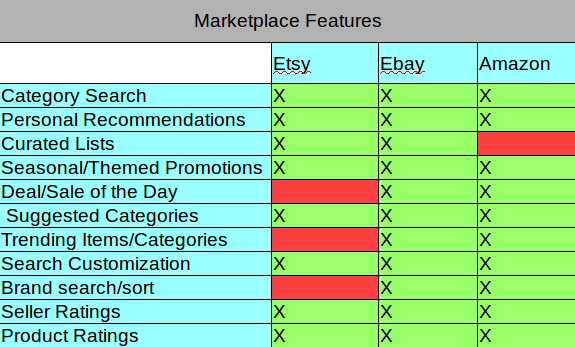 Marketplace Features
Etsy Ebay Amazon
Category Search X X X
Personal Recommendations X X X
Curated Lists X X
Seasonal/Themed Promotions X X X
Deal/Sale of the Day X X
Suggested Categories X X X
Trending Items/Categories X X
Search Customization X X X
Brand search/sort X X
Seller Ratings X X X
Product Ratings X X X